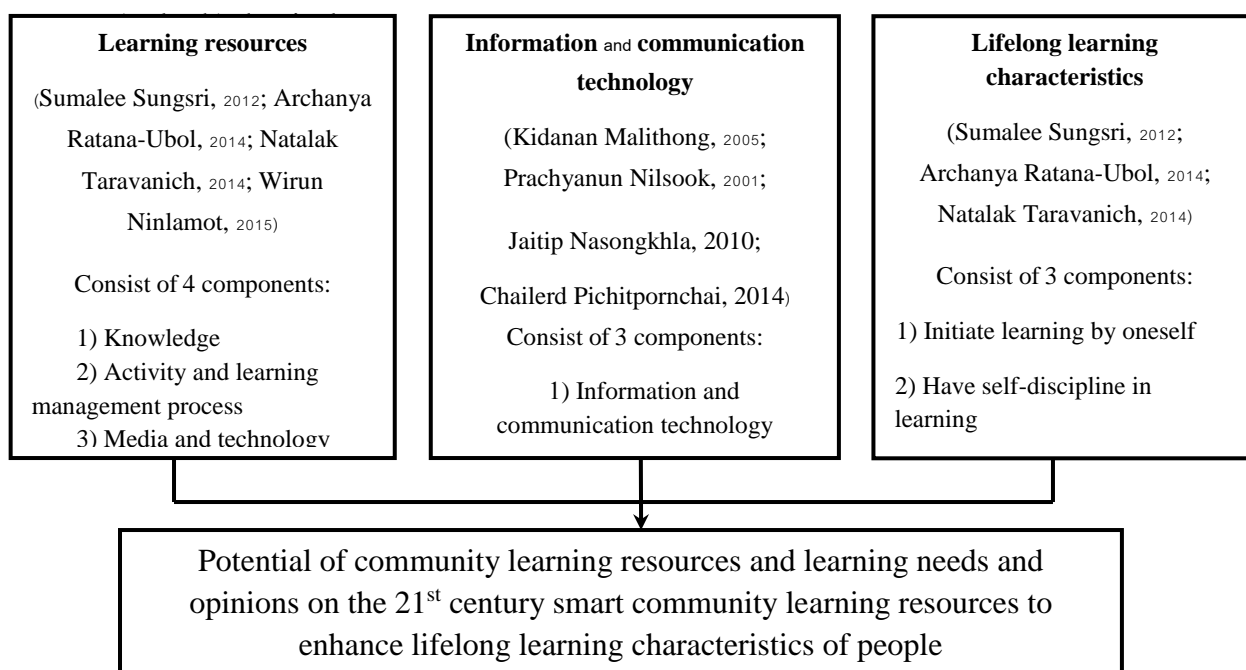 Learning resources
(Sumalee Sungsri, 2012; Archanya
Ratana-Ubol, 2014; Natalak
Taravanich, 2014; Wirun
Ninlamot, 2015)
Consist of 4 components:
1) Knowledge
2) Activity and learning
management process
3) Media and technology
Information and communication
technology
(Kidanan Malithong, 2005;
Prachyanun Nilsook, 2001;
Jaitip Nasongkhla, 2010;
Chailerd Pichitpornchai, 2014)
Consist of 3 components:
1) Information and
communication technology
Lifelong learning
characteristics
(Sumalee Sungsri, 2012;
Archanya Ratana-Ubol, 2014;
Natalak Taravanich, 2014)
Consist of 3 components:
1) Initiate learning by oneself
2) Have self-discipline in
learning
Potential of community learning resources and learning needs and
opinions on the 21st century smart community learning resources to
enhance lifelong learning characteristics of people